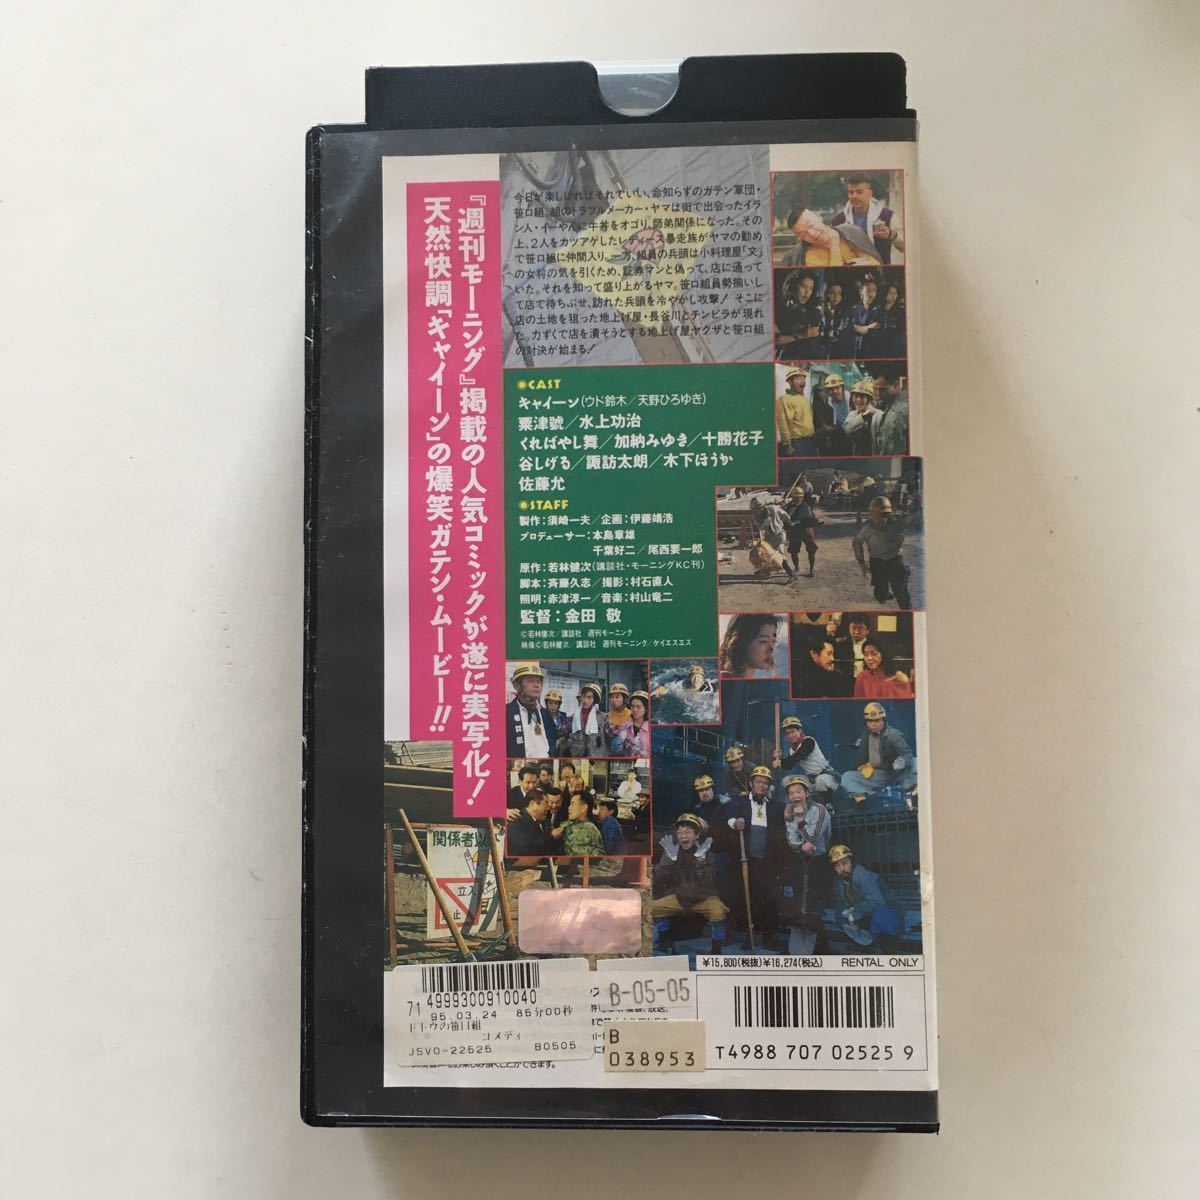 『週刊モーニング』掲載の人気コミックが遂に実写化!
天然快調「キャイーン」の爆笑ガテン・ムービー!!
今日が楽しければそれでいい、命知らずのガテン軍団・
笹口組。組のトラブルメーカー・ヤマは街で出会ったイラ
ン人・イーやんに牛丼をオゴり、師弟関係になった。その
上、2人をカツアゲしたレディース暴走族がヤマの勧め
で笹口組に仲間入り。一方、組員の兵頭は小料理屋「文」
の女将の気を引くため、証券マンと偽って、店に通って
いた。それを知って盛り上がるヤマ。笹口組員勢揃いし
て店で待ちぶせ、訪れた兵頭を冷やかし攻撃! そこに
店の土地を狙った地上げ屋・長谷川とチンピラが現れ
た。力ずくで店を潰そうとする地上げ屋ヤクザと笹口組
の対決が始まる!
●CAST
キャイーン(ウド鈴木/天野ひろゆき)
粟津號/水上功治
くればやし舞/加納みゆき/十勝花子
谷しげる/諏訪太朗/木下ほうか
佐藤允
●STAFF
製作:須崎一夫/企画:伊藤靖浩
プロデューサー:本島章雄
千葉好二/尾西要一郎
原作:若林健次(講談社・モーニングKC刊)
脚本:斉藤久志/撮影:村石直人
照明:赤津淳一/音楽:村山竜二
監督:金田 敬
©若林健次/講談社 週刊モーニング
映像©若林健次/講談社 週刊モーニング/ケイエスエス
関係者以
立入
禁止
¥15,800(税抜)¥16,274(税込) RENTAL ONLY
71 4999300910040
95.03.24 85分00秒
ドトウの笹口組
コメディ
JSVO-22525 B0505
B-05-05
B
038953
T4988 707 02525 9